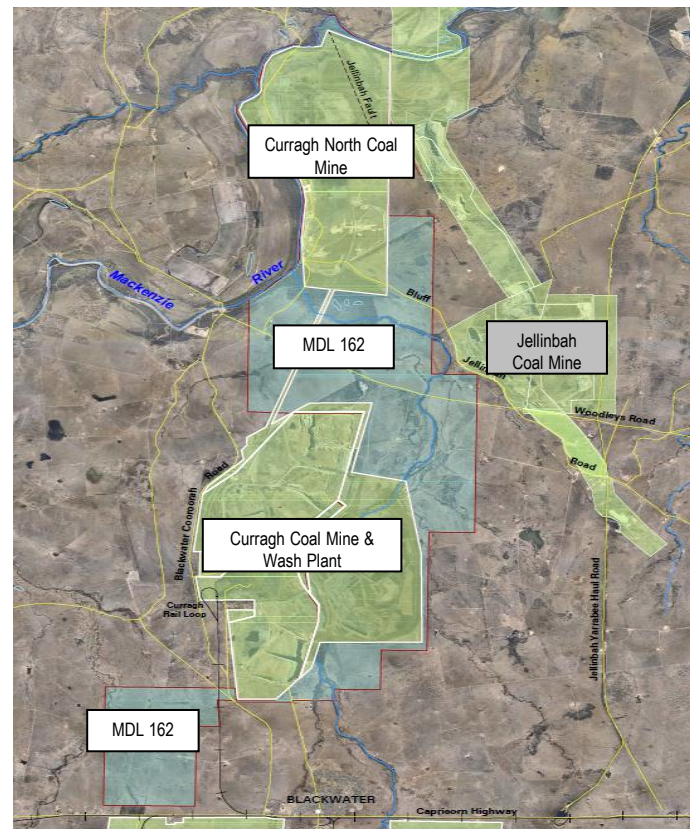 Jellinbah Fault
Curragh North Coal
Mine
Mackenzie
River
Bluff
MDL 162
Jellinbah
Coal Mine
Jellinbah
Woodleys Road
Road
Blackwater Cooroorah
Road
Curragh Coal Mine &
Wash Plant
Curragh
Rail Loop
Jellinbah Yarrabee Haul Road
MDL 162
BLACKWATER
Capricorn Highway